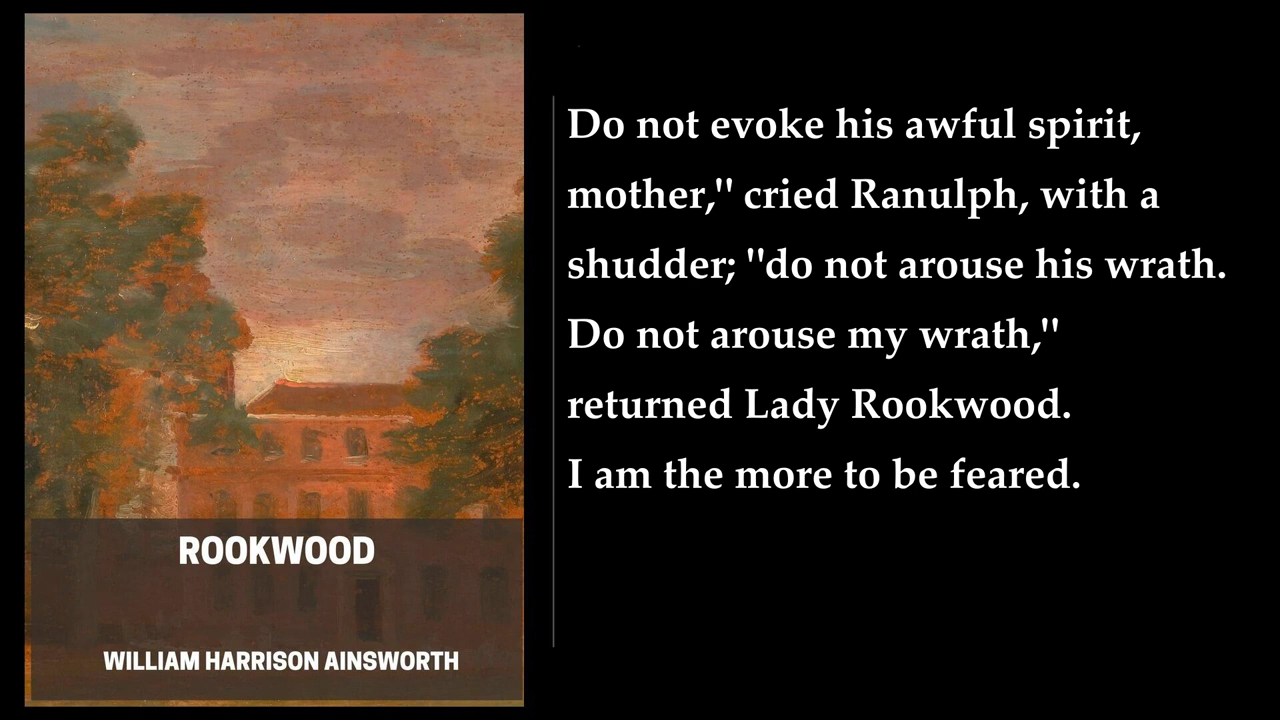 ROOKWOOD
WILLIAM HARRISON AINSWORTH
Do not evoke his awful spirit,
mother," cried Ranulph, with a
shudder; "do not arouse his wrath.
Do not arouse my wrath,"
returned Lady Rookwood.
I am the more to be feared.